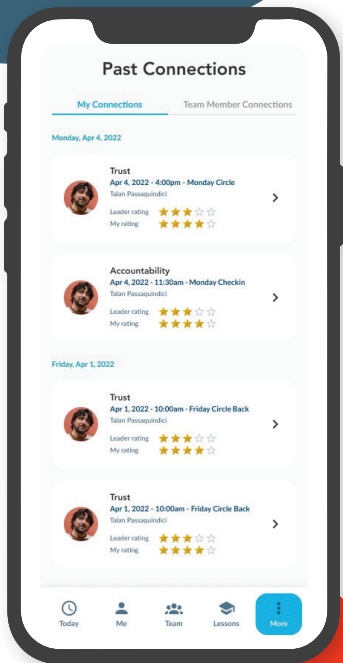 Past Connections
My Connections Team Member Connections
Monday, Apr 4, 2022
Trust
Apr 4, 2022 - 4:00pm - Monday Circle
Talan Passaquindici
Leader rating
My rating
Accountability
Apr 4, 2022 - 11:30am - Monday Checkin
Talan Passaquindici
Leader rating
My rating
Friday, Apr 1, 2022
Trust
Apr 1, 2022 - 10:00am - Friday Circle Back
Talan Passaquindici
Leader rating
My rating
Trust
Apr 1, 2022 - 10:00am - Friday Circle Back
Talan Passaquindici
Leader rating
My rating
Today Me Team Lessons More